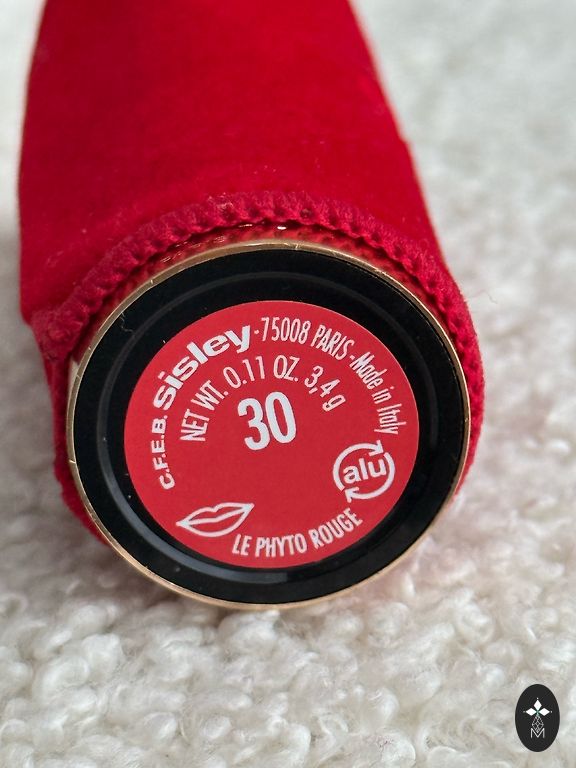 C.F.E.B. sisley - 75008 PARIS - Made in Italy
NET WT. 0.11 OZ. 3,4 g
30
alu
LE PHYTO ROUGE
M